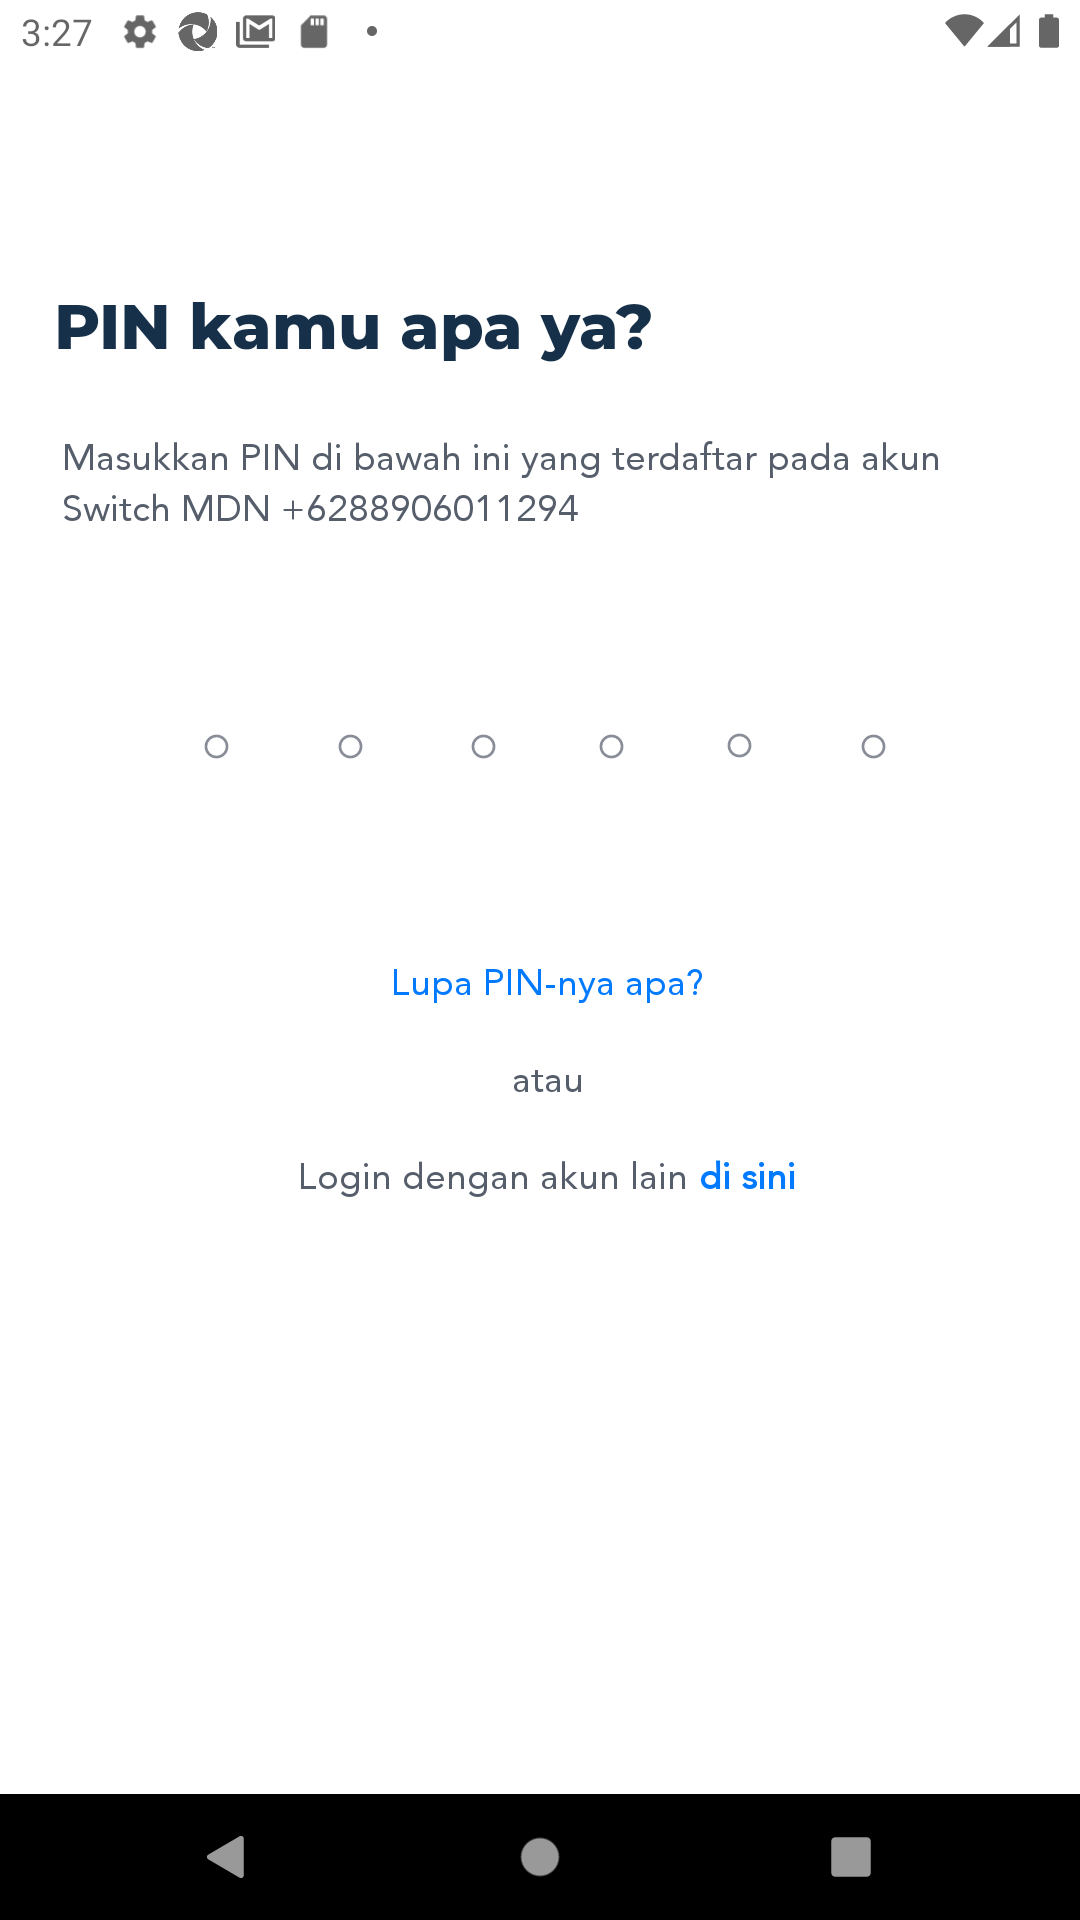 3:27
PIN kamu apa ya?
Masukkan PIN di bawah ini yang terdaftar pada akun
Switch MDN +6288906011294
Lupa PIN-nya apa?
atau
Login dengan akun lain di sini